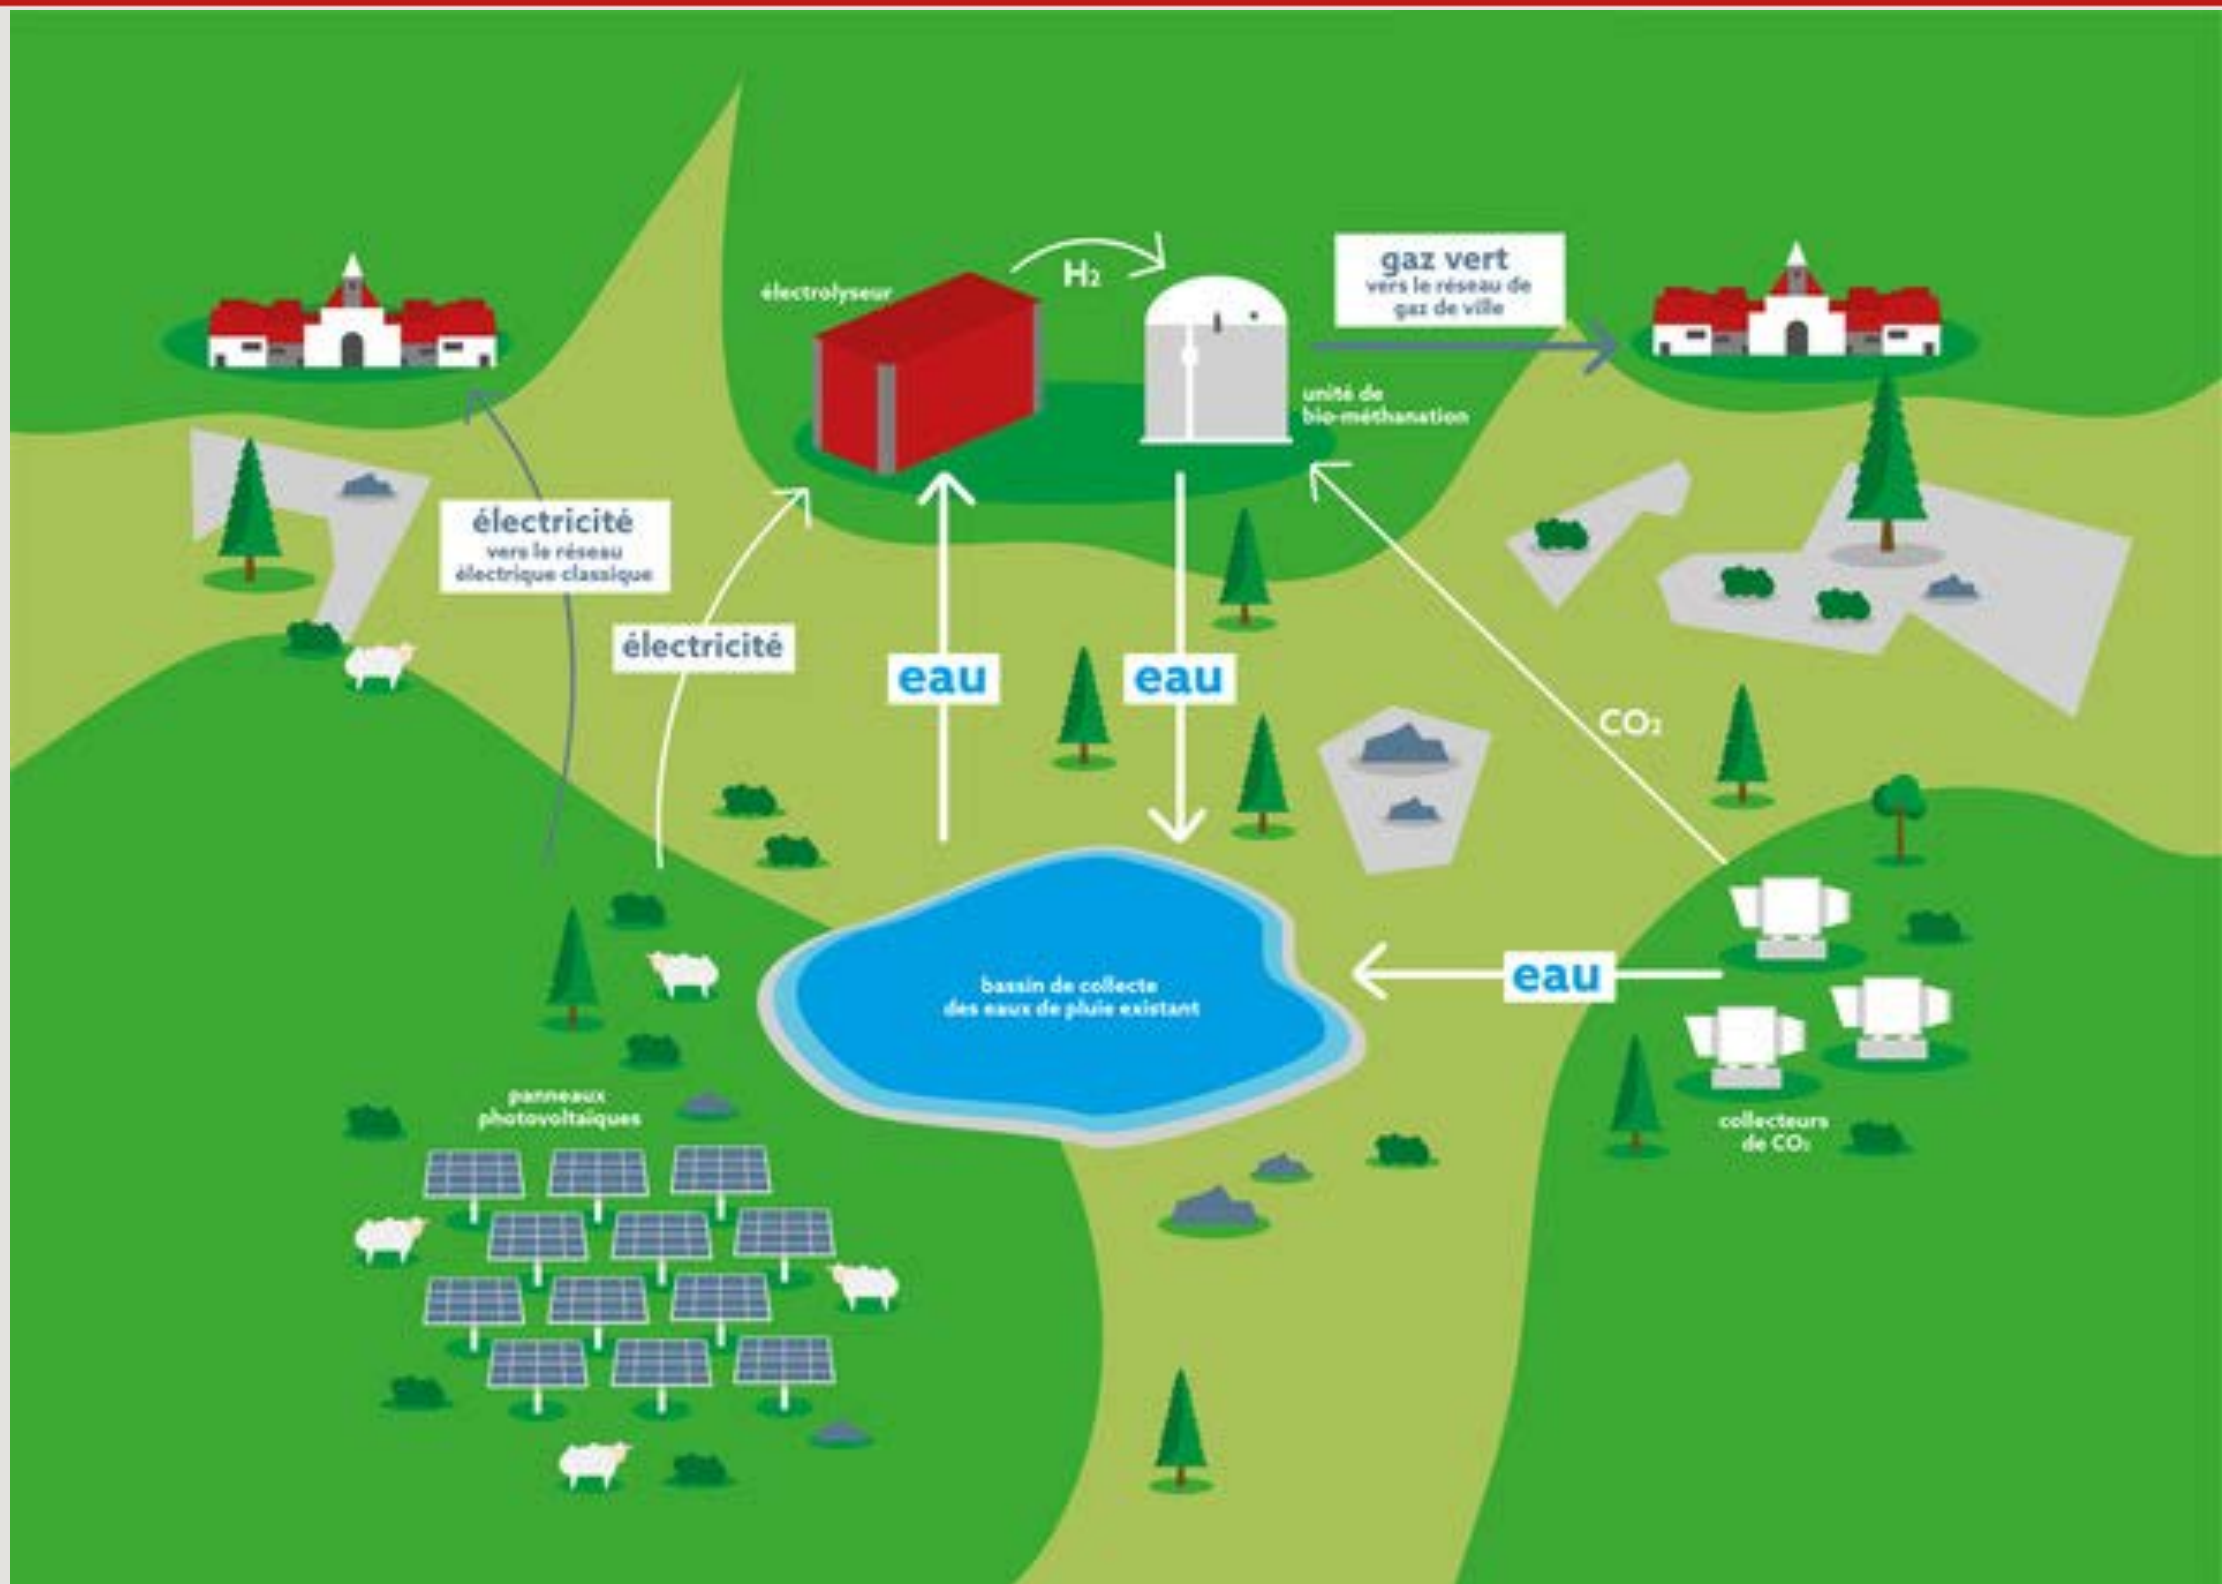 électrolyseur
H2
gaz vert
vers le réseau de
gaz de ville
unité de
bio-méthanation
électricité
vers le réseau
électrique classique
électricité
eau
eau
CO2
eau
bassin de collecte
des eaux de pluie existant
panneaux
photovoltaïques
collecteurs
de CO2